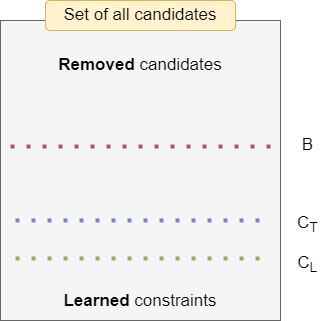 Set of all candidates
Removed candidates
B
C_T
C_L
Learned constraints